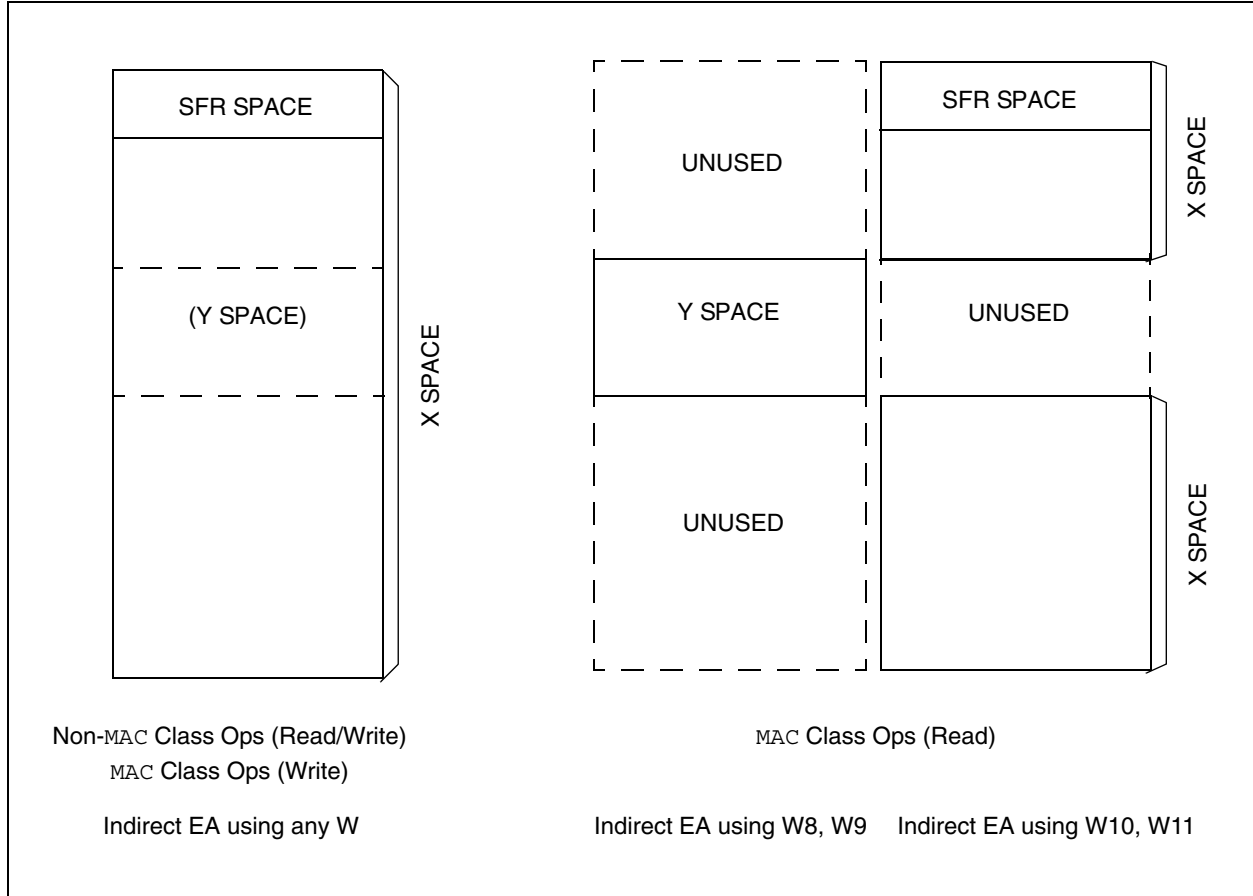 SFR SPACE
(Y SPACE)
X SPACE
Non-MAC Class Ops (Read/Write)
MAC Class Ops (Write)
Indirect EA using any W
UNUSED
Y SPACE
UNUSED
SFR SPACE
X SPACE
UNUSED
X SPACE
MAC Class Ops (Read)
Indirect EA using W8, W9
Indirect EA using W10, W11